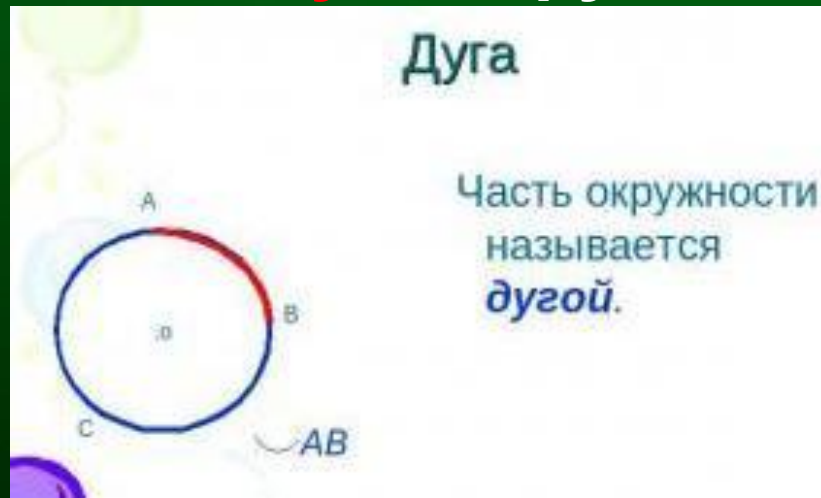 Дуга
Часть окружности
называется
дугой.
A
B
.o
C
◡AB